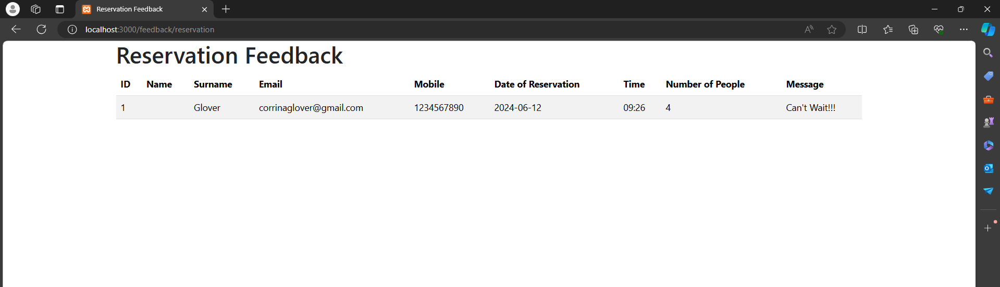 Reservation Feedback
localhost:3000/feedback/reservation
Reservation Feedback
ID Name Surname Email Mobile Date of Reservation Time Number of People Message
1 Glover corrinaglover@gmail.com 1234567890 2024-06-12 09:26 4 Can't Wait!!!